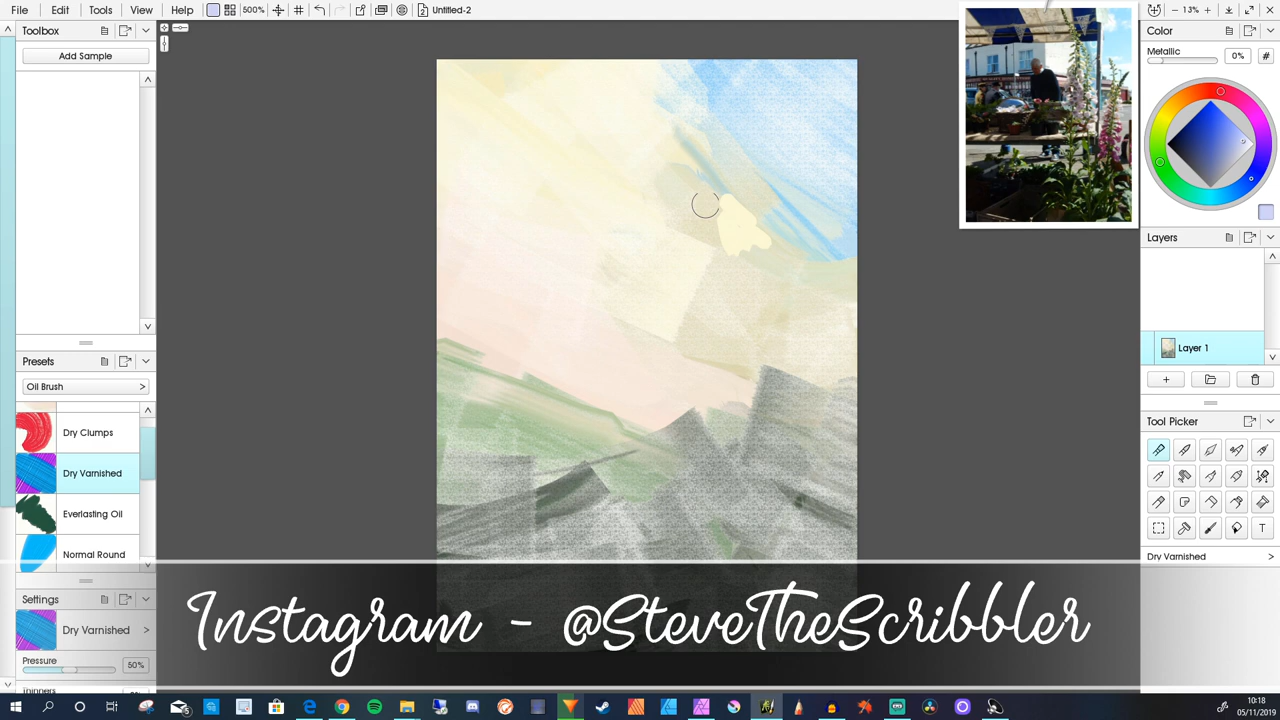 File Edit Tools View Help 500% Untitled-2 13%
Toolbox
Add Sample
Presets
Oil Brush >
Dry Clumps
Dry Varnished
Everlasting Oil
Normal Round
Settings
Dry Varnished >
Pressure
50%
Thinners
Color
Metallic
0% #
Layers
Layer 1
Tool Picker
T
Dry Varnished >
Instagram - @SteveTheScribbler
10:18
05/11/2019